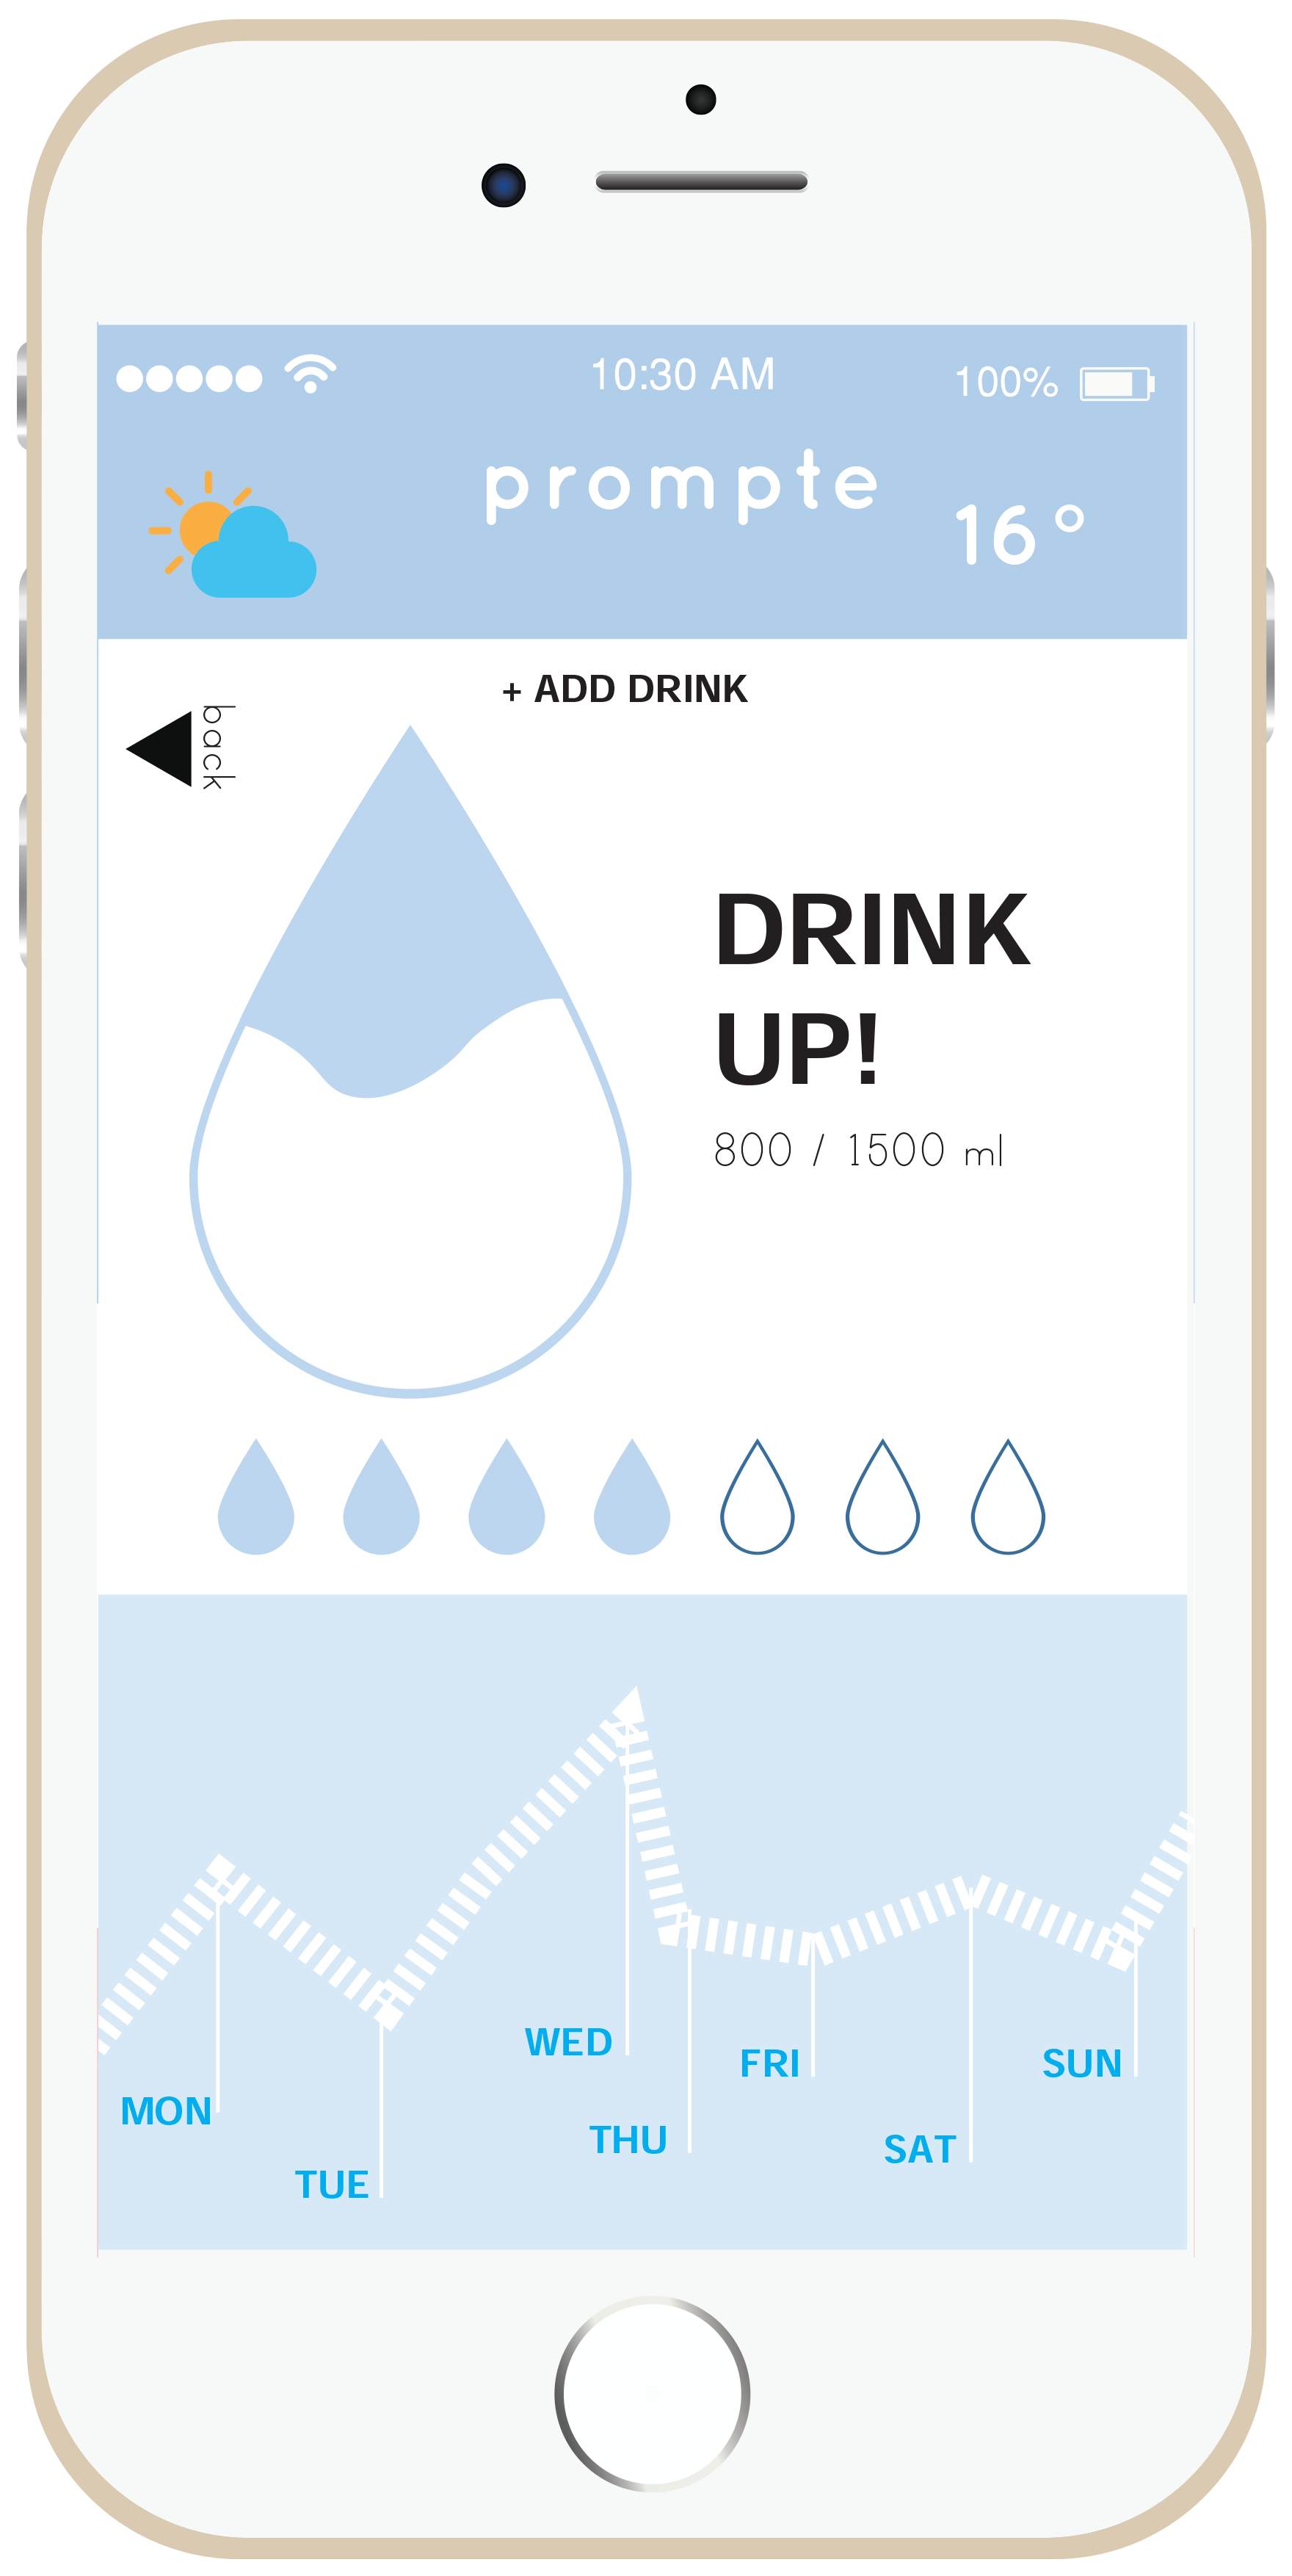 10:30 AM
100%
prompte
16°
+ ADD DRINK
back
DRINK
UP!
800 / 1500 ml
WED
FRI
SUN
MON
THU
SAT
TUE